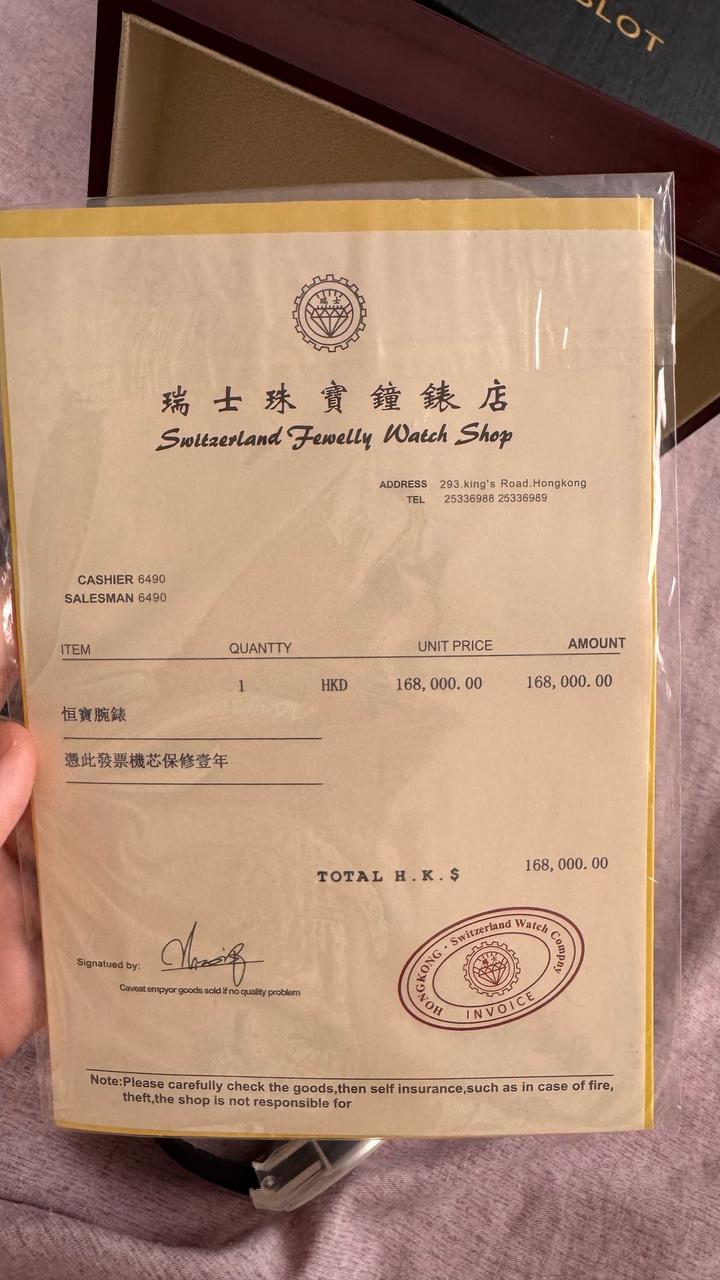 BLOT
瑞士
瑞士珠寶鐘錶店
Switzerland Fewelly Watch Shop
ADDRESS 293.king's Road.Hongkong
TEL 25336988 25336989
CASHIER 6490
SALESMAN 6490
ITEM QUANTTY UNIT PRICE AMOUNT
1 HKD 168,000.00 168,000.00
恒寶腕錶
憑此發票機芯保修壹年
TOTAL H.K.$ 168,000.00
Signatued by:
Caveat empyor goods sold if no quality problem
HONGKONG · Switzerland Watch Compny
INVOICE
Note:Please carefully check the goods,then self insurance,such as in case of fire,
theft,the shop is not responsible for